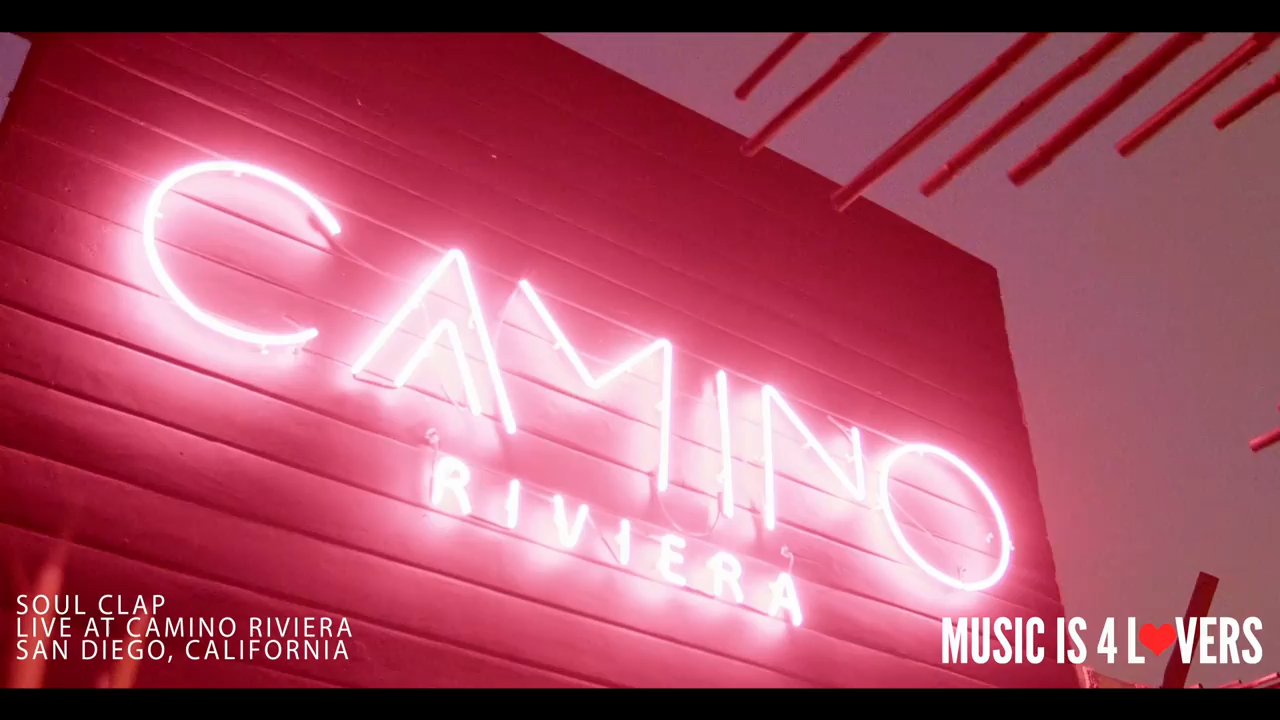 CAMINO
RIVIERA
SOUL CLAP
LIVE AT CAMINO RIVIERA
SAN DIEGO, CALIFORNIA
MUSIC IS 4 L❤VERS